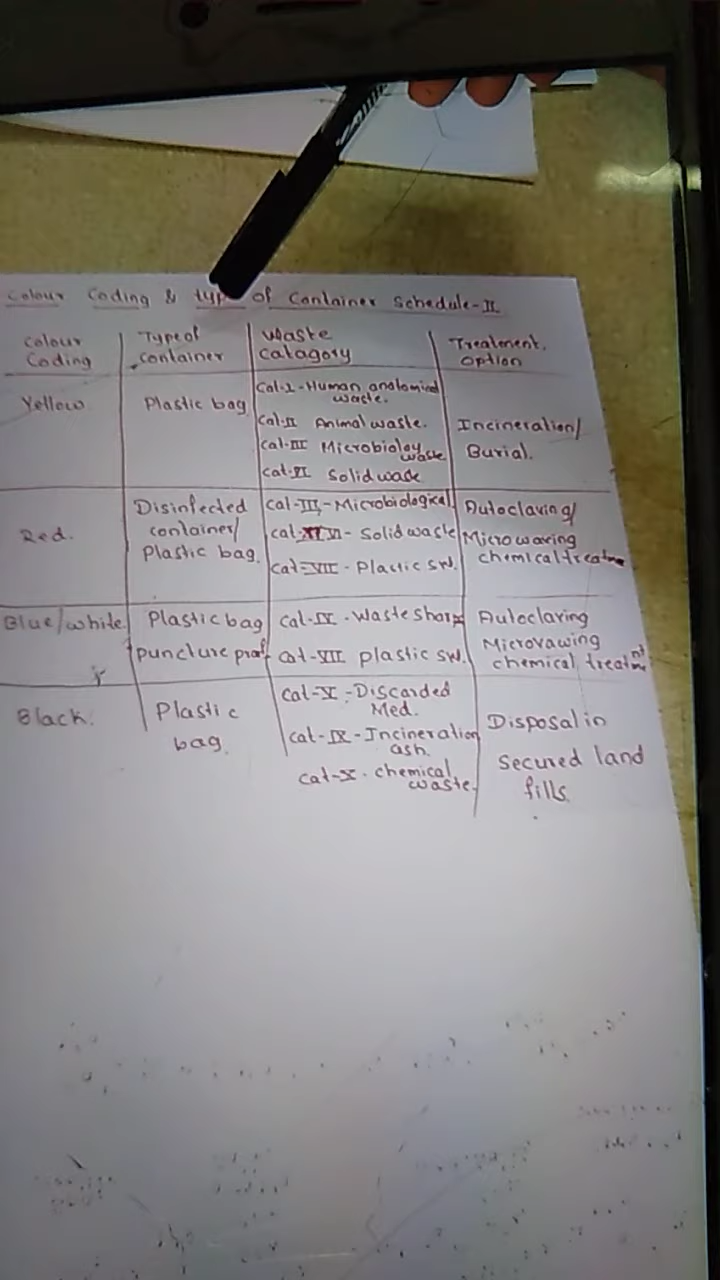 Colour Coding & type of Container Schedule-II
Colour Coding
Type of container
Waste catagory
Treatment option
Yellow
Plastic bag
Cat-I-Human anatomical waste.
Cat-II Animal waste.
Cat-III Microbiology waste
Cat-VI Solid waste
Incineration/
Burial.
Red.
Disinfected
container/
Plastic bag.
Cat-III-Microbiological
Cat-VI- Solid waste
Cat-VII- Plastic sw.
Autoclaving/
Microwaving
chemical treatme
Blue/white
Plastic bag
puncture prof
Cat-IV-Waste sharp
Cat-VII plastic sw.
Autoclaving
Microvawing
chemical treatment
Black.
Plastic
bag.
Cat-V-Discarded
Med.
Cat-IX-Incineration
ash.
Cat-X-chemical
waste.
Disposal in
Secured land
fills.